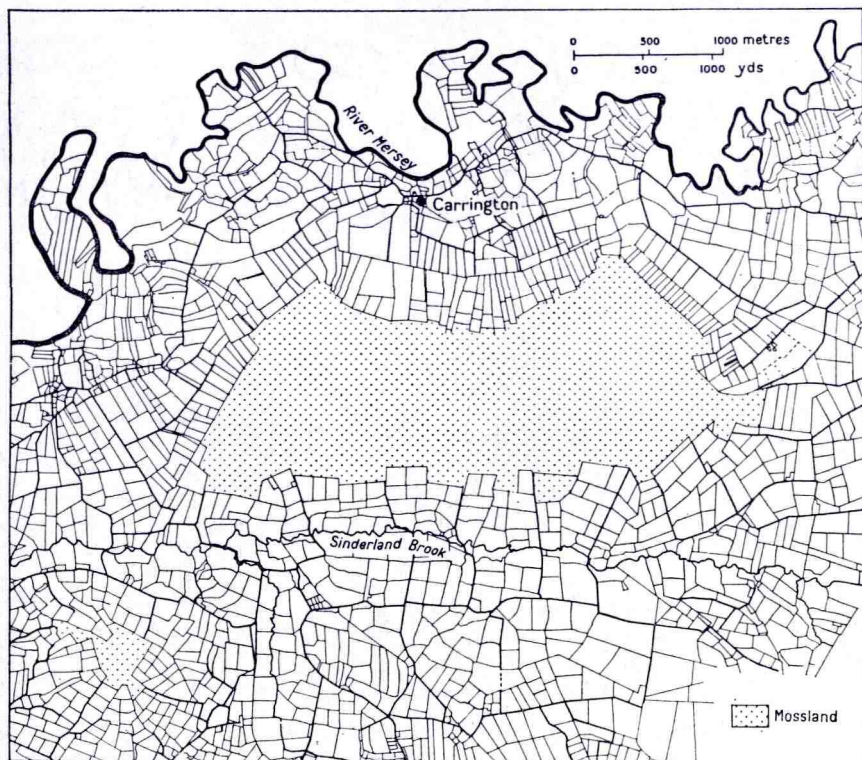 0 500 1000 metres
0 500 1000 yds
River Mersey
Carrington
Sinderland Brook
Mossland